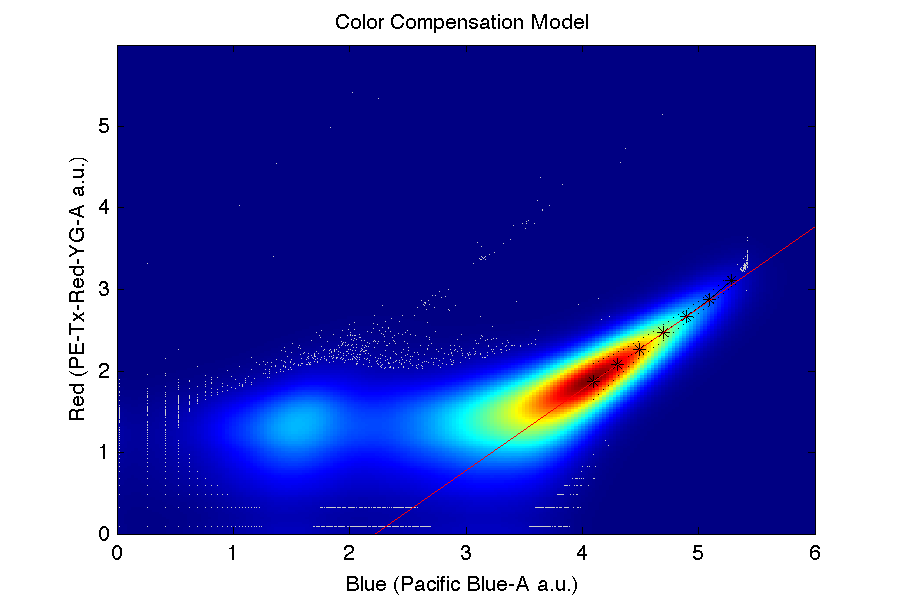 Color Compensation Model
Red (PE-Tx-Red-YG-A a.u.)
5
4
3
2
1
0
0 1 2 3 4 5 6
Blue (Pacific Blue-A a.u.)